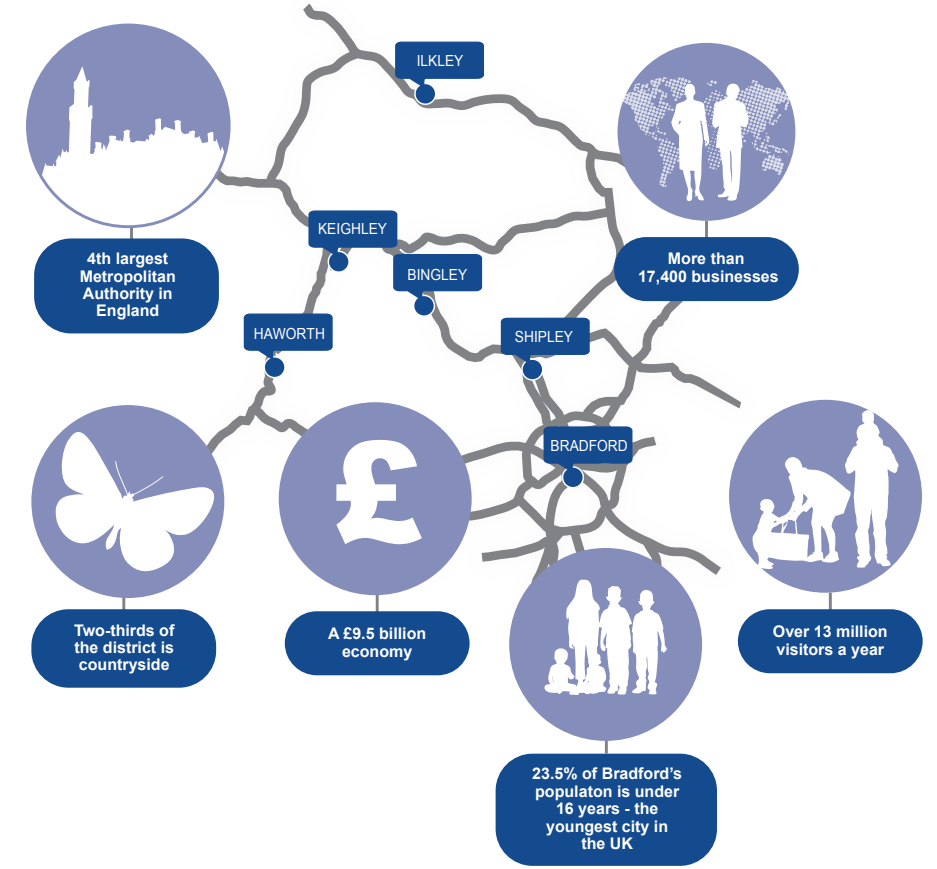 ILKLEY
KEIGHLEY
BINGLEY
HAWORTH
SHIPLEY
BRADFORD
4th largest
Metropolitan
Authority in
England
More than
17,400 businesses
Two-thirds of
the district is
countryside
£
A £9.5 billion
economy
Over 13 million
visitors a year
23.5% of Bradford’s
populaton is under
16 years - the
youngest city in
the UK